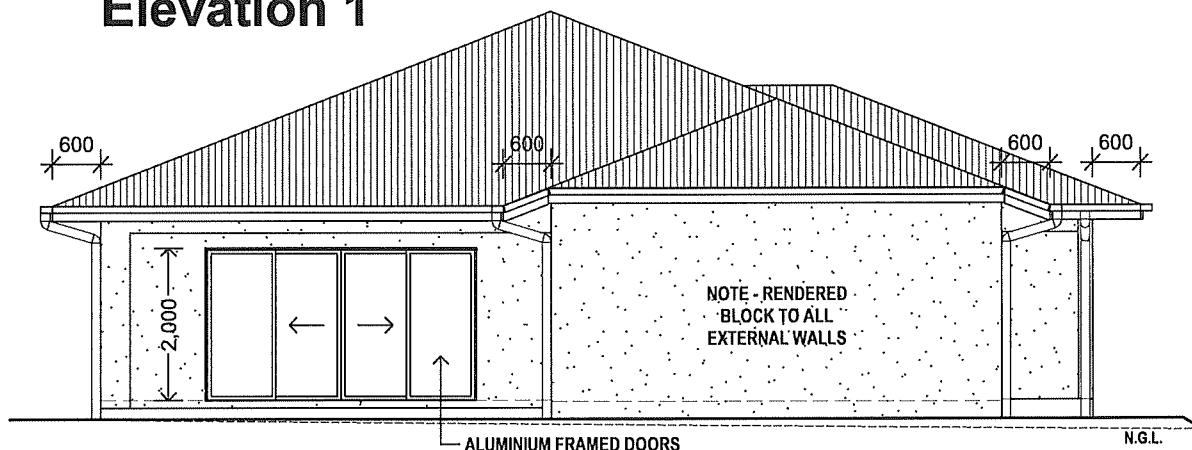 Elevation 1
600
600
600
600
2,000
NOTE - RENDERED
BLOCK TO ALL
EXTERNAL WALLS
ALUMINIUM FRAMED DOORS
N.G.L.